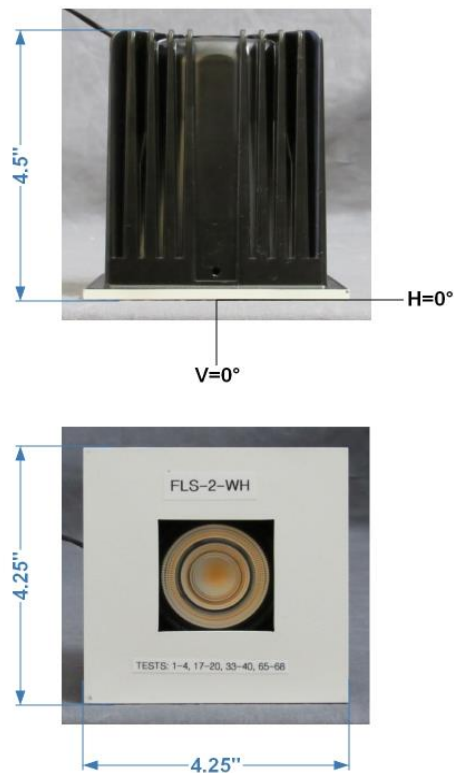 4.5"
H=0°
V=0°
FLS-2-WH
4.25"
TESTS: 1-4, 17-20, 33-40, 65-68
4.25"